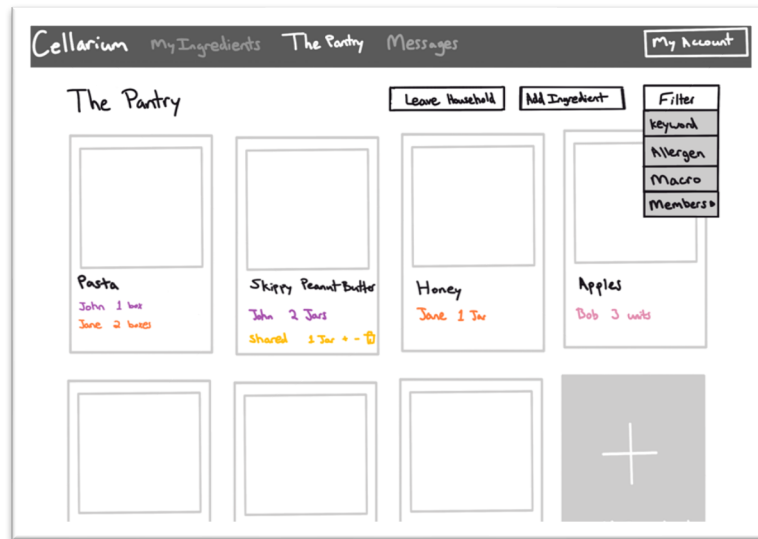 Cellarium My Ingredients The Pantry Messages My Account
The Pantry
Leave Household Add Ingredient Filter
Keyword
Allergen
Macro
Members
Pasta
John 1 box
Jane 2 boxes
Skippy Peanut Butter
John 2 Jars
Shared 1 Jar + -
Honey
Jane 1 Jar
Apples
Bob 3 units